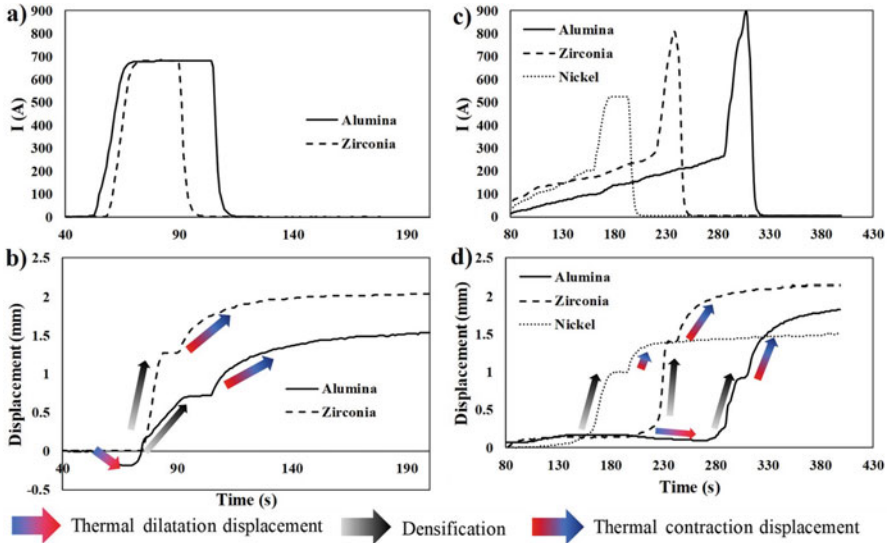 a)
900
800
700
600
500
400
300
200
100
0
I (A)
Alumina
Zirconia
40 90 140 190
c)
900
800
700
600
500
400
300
200
100
0
I (A)
Alumina
Zirconia
Nickel
80 130 180 230 280 330 380 430
b)
2.5
2
1.5
1
0.5
0
-0.5
Displacement (mm)
Alumina
Zirconia
40 90 140 190
Time (s)
d)
2.5
2
1.5
1
0.5
0
Displacement (mm)
Alumina
Zirconia
Nickel
80 130 180 230 280 330 380 430
Time (s)
Thermal dilatation displacement
Densification
Thermal contraction displacement